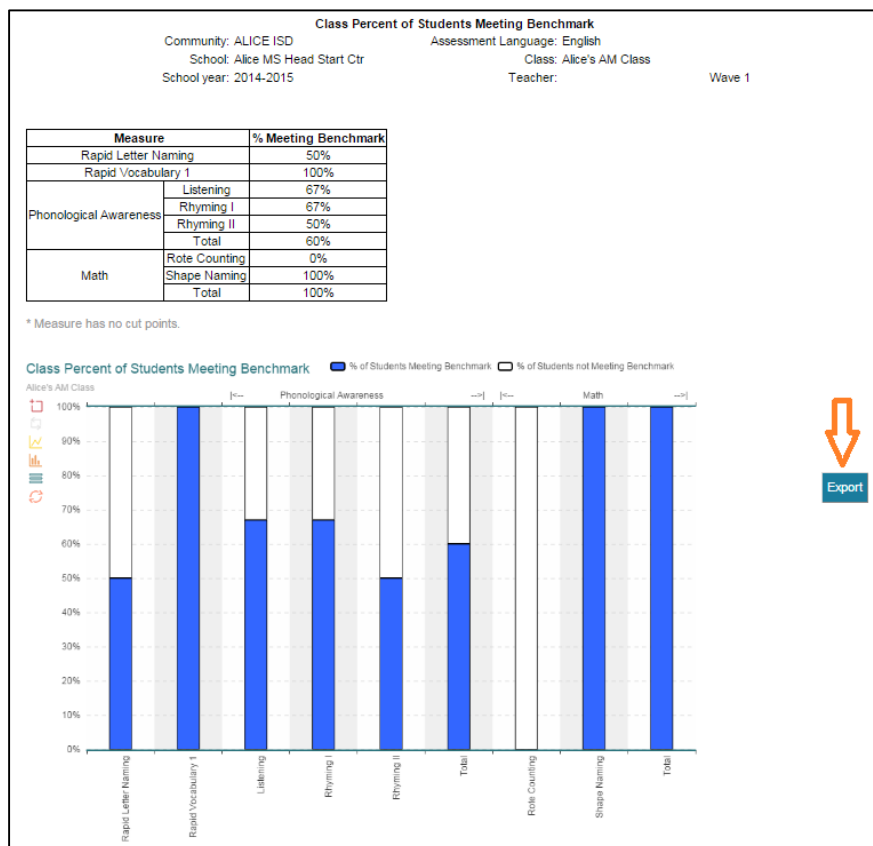 Class Percent of Students Meeting Benchmark
Community: ALICE ISD Assessment Language: English
School: Alice MS Head Start Ctr Class: Alice's AM Class
School year: 2014-2015 Teacher: Wave 1
Measure % Meeting Benchmark
Rapid Letter Naming 50%
Rapid Vocabulary 1 100%
Phonological Awareness Listening 67%
Rhyming I 67%
Rhyming II 50%
Total 60%
Math Rote Counting 0%
Shape Naming 100%
Total 100%
* Measure has no cut points.
Class Percent of Students Meeting Benchmark % of Students Meeting Benchmark % of Students not Meeting Benchmark
Alice's AM Class
|<-- Phonological Awareness -->| |<-- Math -->|
100%
90%
80%
70%
60%
50%
40%
30%
20%
10%
0%
Export
Rapid Letter Naming
Rapid Vocabulary 1
Listening
Rhyming I
Rhyming II
Total
Rote Counting
Shape Naming
Total